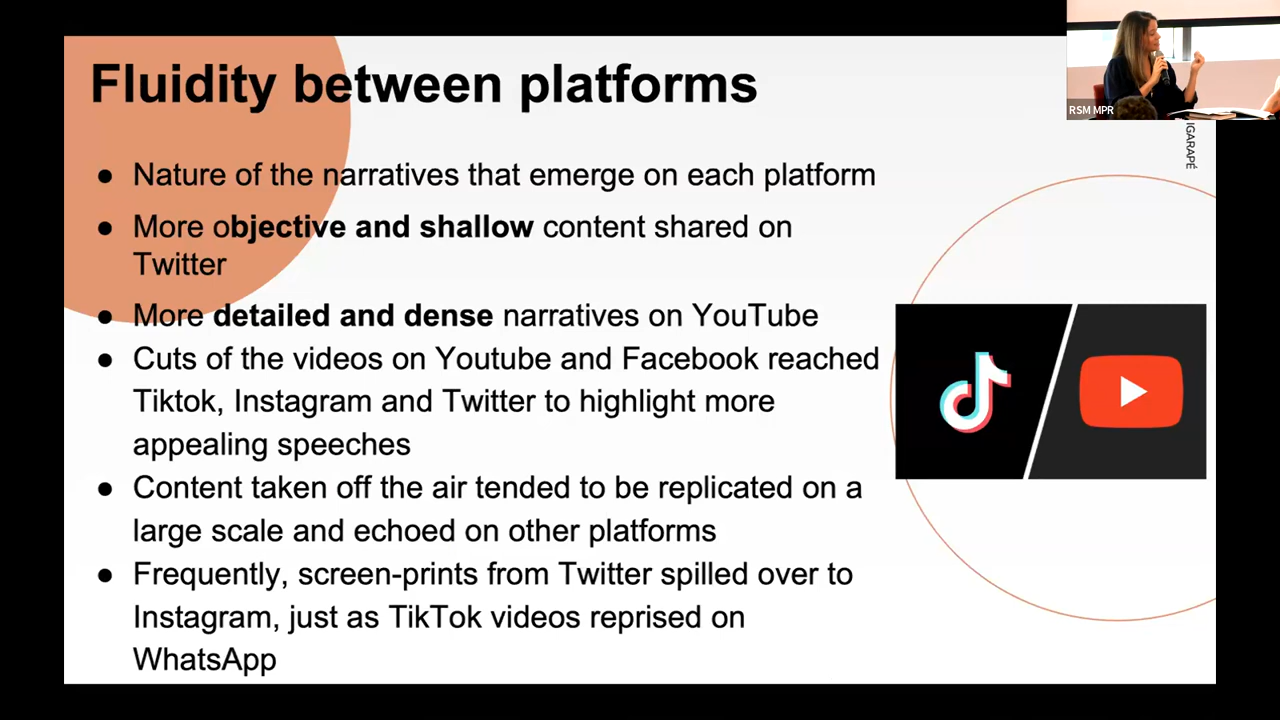 Fluidity between platforms
RSM MPR
IGARAPÉ
● Nature of the narratives that emerge on each platform
● More objective and shallow content shared on
Twitter
● More detailed and dense narratives on YouTube
● Cuts of the videos on Youtube and Facebook reached
Tiktok, Instagram and Twitter to highlight more
appealing speeches
● Content taken off the air tended to be replicated on a
large scale and echoed on other platforms
● Frequently, screen-prints from Twitter spilled over to
Instagram, just as TikTok videos reprised on
WhatsApp